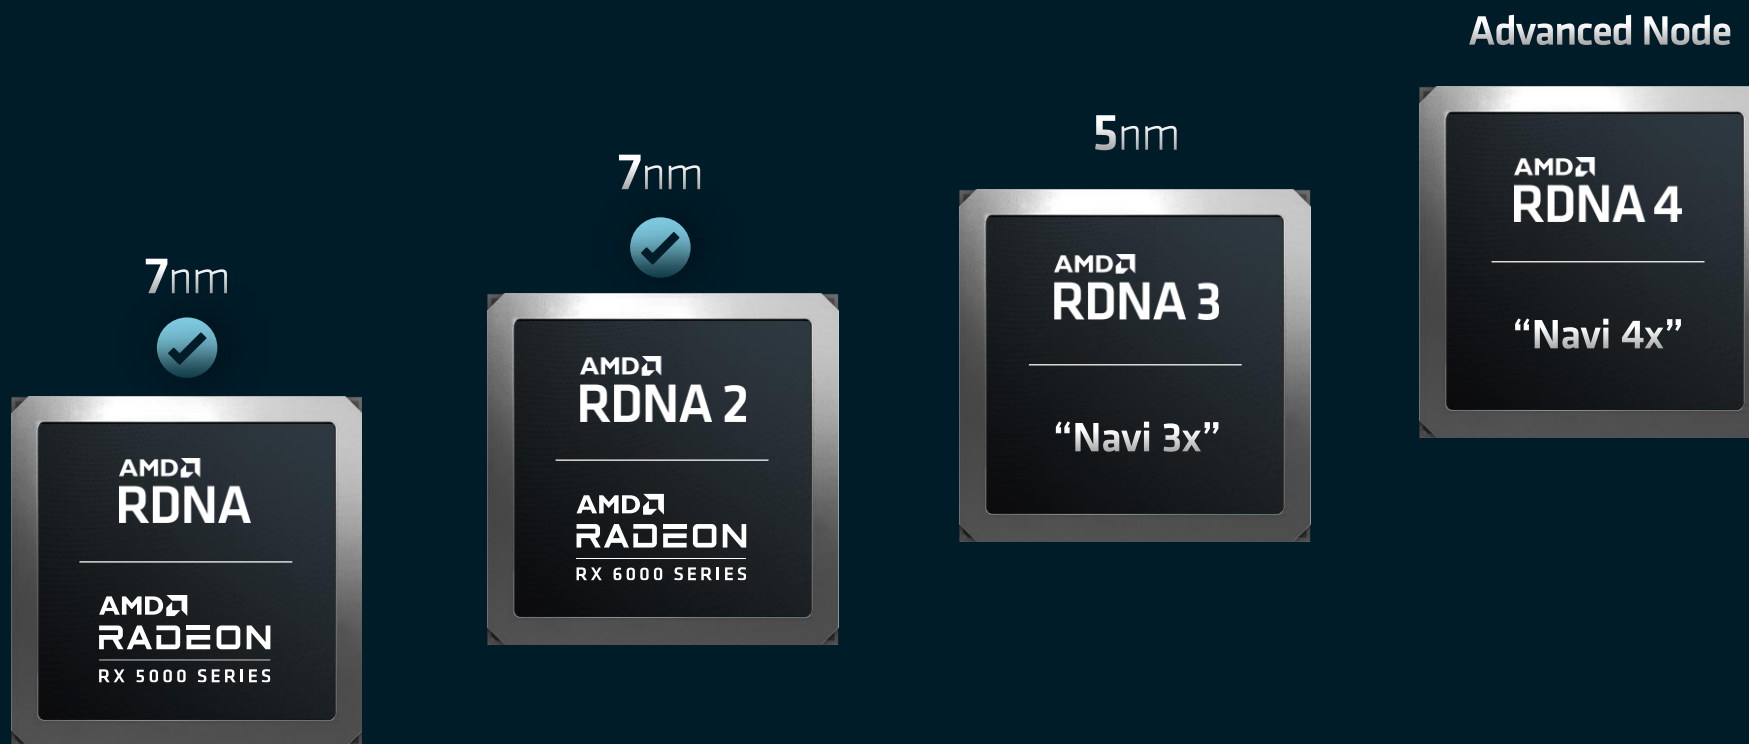 7nm
AMD
RDNA
AMD
RADEON
RX 5000 SERIES
7nm
AMD
RDNA 2
AMD
RADEON
RX 6000 SERIES
5nm
AMD
RDNA 3
“Navi 3x”
Advanced Node
AMD
RDNA 4
“Navi 4x”